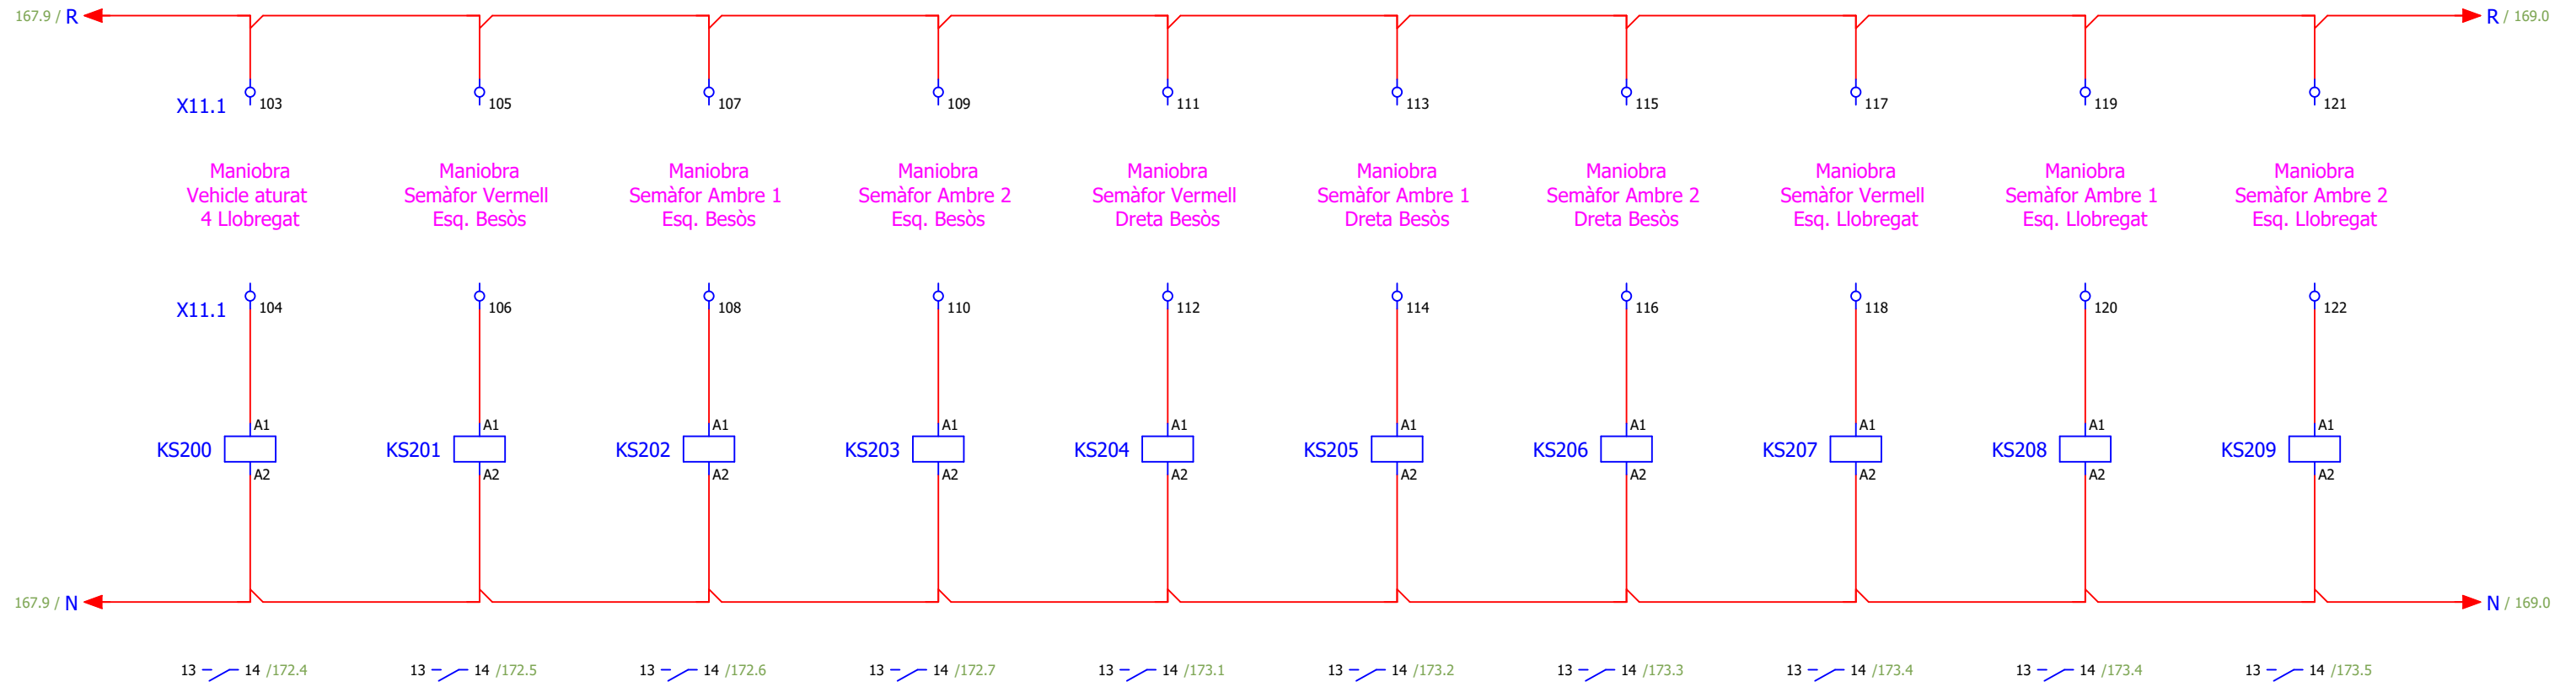 167.9 / R R / 169.0
X11.1 103 105 107 109 111 113 115 117 119 121
Maniobra Maniobra Maniobra Maniobra Maniobra Maniobra Maniobra Maniobra Maniobra Maniobra
Vehicle aturat Semàfor Vermell Semàfor Ambre 1 Semàfor Ambre 2 Semàfor Vermell Semàfor Ambre 1 Semàfor Ambre 2 Semàfor Vermell Semàfor Ambre 1 Semàfor Ambre 2
4 Llobregat Esq. Besòs Esq. Besòs Esq. Besòs Dreta Besòs Dreta Besòs Dreta Besòs Esq. Llobregat Esq. Llobregat Esq. Llobregat
X11.1 104 106 108 110 112 114 116 118 120 122
A1 A1 A1 A1 A1 A1 A1 A1 A1 A1
KS200 KS201 KS202 KS203 KS204 KS205 KS206 KS207 KS208 KS209
A2 A2 A2 A2 A2 A2 A2 A2 A2 A2
167.9 / N N / 169.0
13 14 /172.4 13 14 /172.5 13 14 /172.6 13 14 /172.7 13 14 /173.1 13 14 /173.2 13 14 /173.3 13 14 /173.4 13 14 /173.4 13 14 /173.5